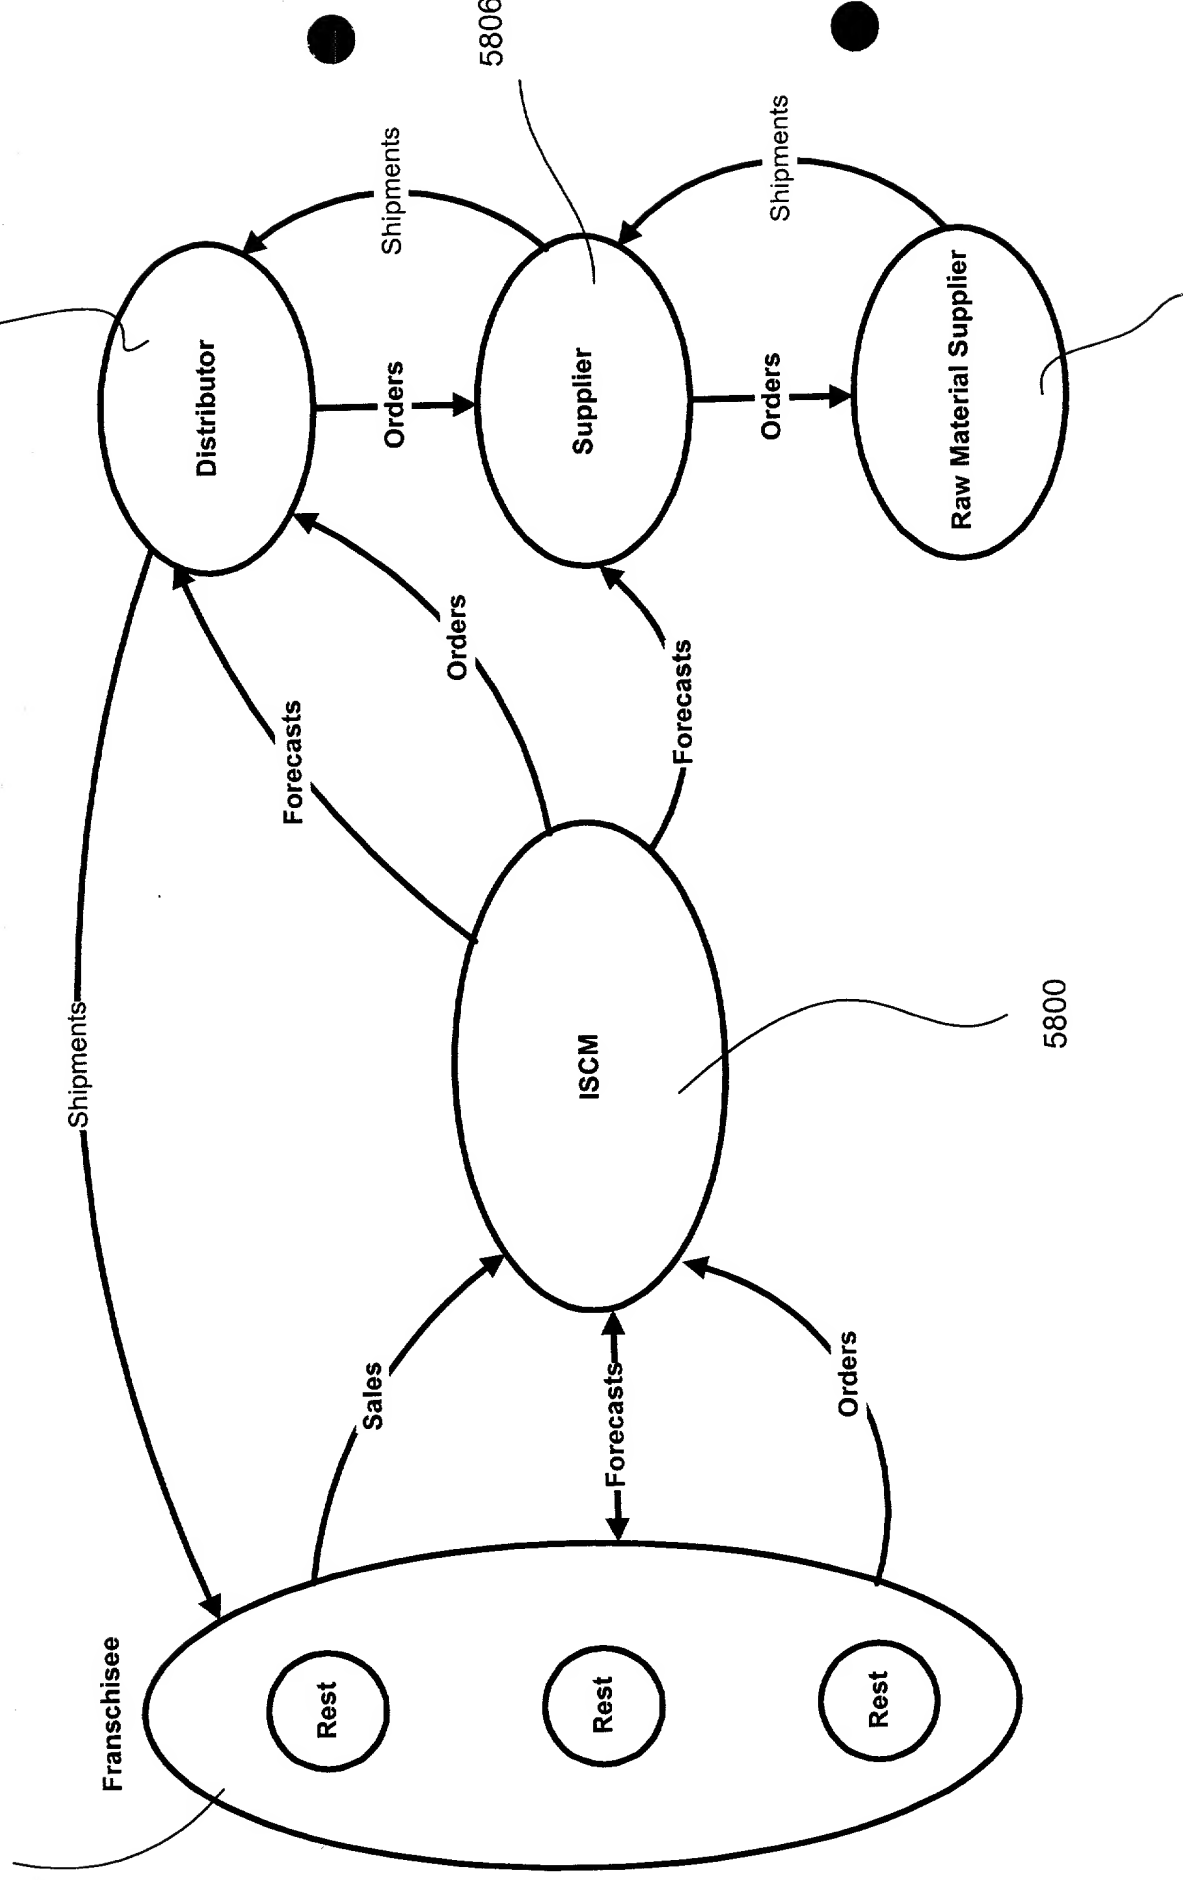 Shipments
Franschisee
Distributor
Forecasts
Rest
Sales
Orders
Shipments
Orders
5806
Rest
Forecasts
ISCM
Supplier
Forecasts
Orders
Shipments
Orders
Rest
Raw Material Supplier
5800